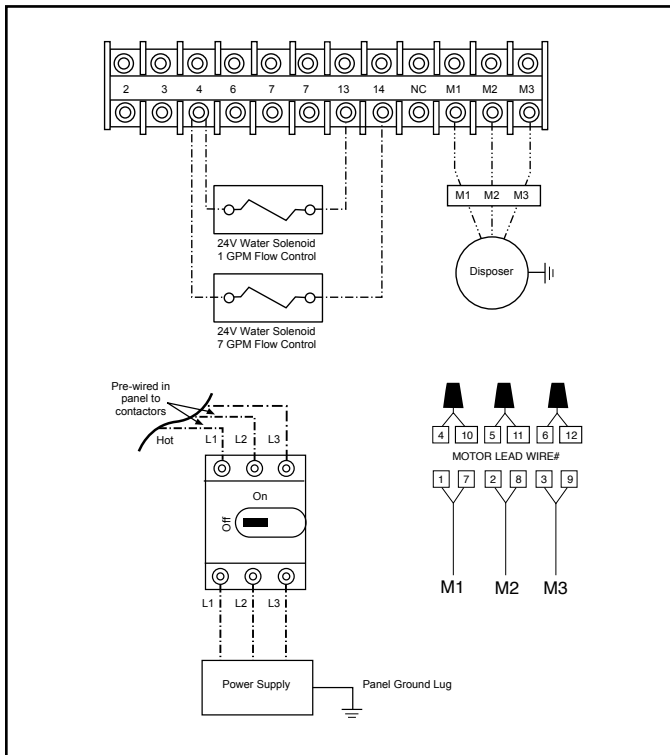 2 3 4 6 7 7 13 14 NC M1 M2 M3
M1 M2 M3
24V Water Solenoid
1 GPM Flow Control
Disposer
24V Water Solenoid
7 GPM Flow Control
Pre-wired in
panel to
contactors
Hot
L1 L2 L3
On
Off
L1 L2 L3
Power Supply
Panel Ground Lug
4 10 5 11 6 12
MOTOR LEAD WIRE#
1 7 2 8 3 9
M1 M2 M3